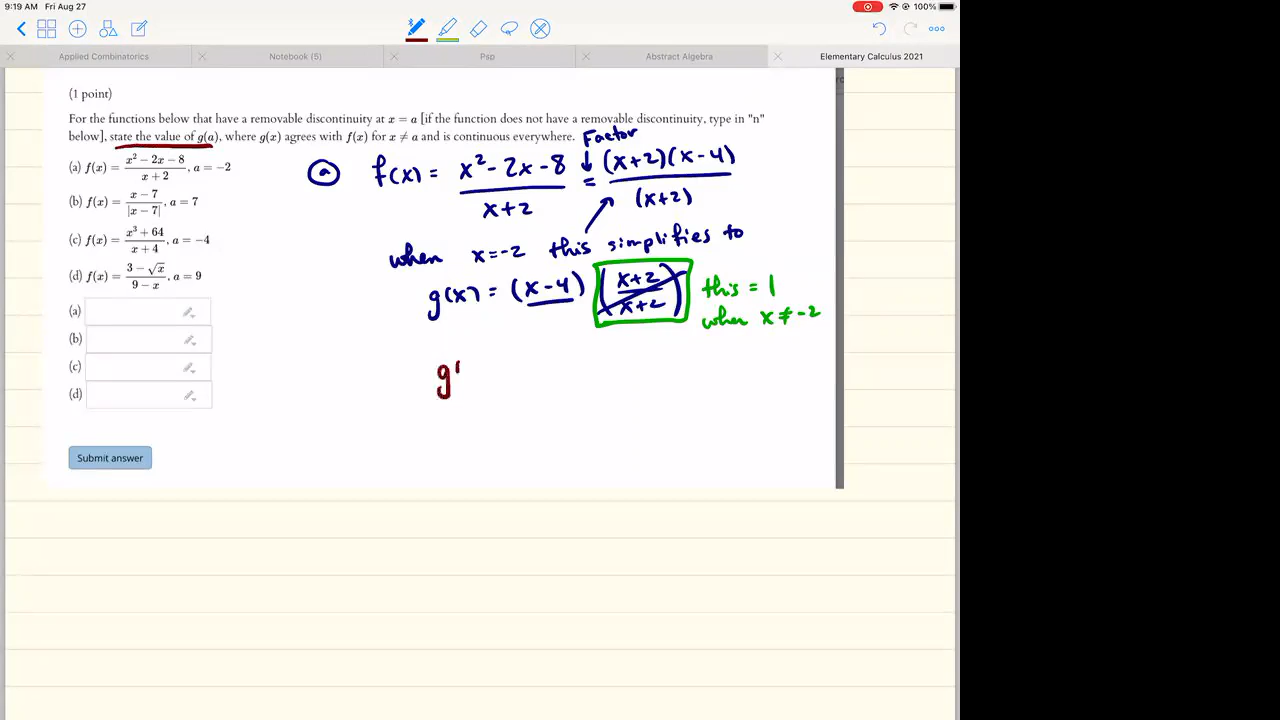 9:19 AM Fri Aug 27
100%
Applied Combinatorics
Notebook (5)
Psp
Abstract Algebra
Elementary Calculus 2021
(1 point)
For the functions below that have a removable discontinuity at x = a [if the function does not have a removable discontinuity, type in "n"
below], state the value of g(a), where g(x) agrees with f(x) for x ≠ a and is continuous everywhere.
(a) f(x) = (x² − 2x − 8)/(x + 2), a = −2
(b) f(x) = (x − 7)/|x − 7|, a = 7
(c) f(x) = (x³ + 64)/(x + 4), a = −4
(d) f(x) = (3 − √x)/(9 − x), a = 9
(a)
(b)
(c)
(d)
Submit answer
Factor
ⓐ f(x) = (x² - 2x - 8)/(x + 2) = (x+2)(x-4)/(x+2)
when x = -2 this simplifies to
g(x) = (x-4) ((x+2)/(x+2)) this = 1
when x ≠ -2
g(